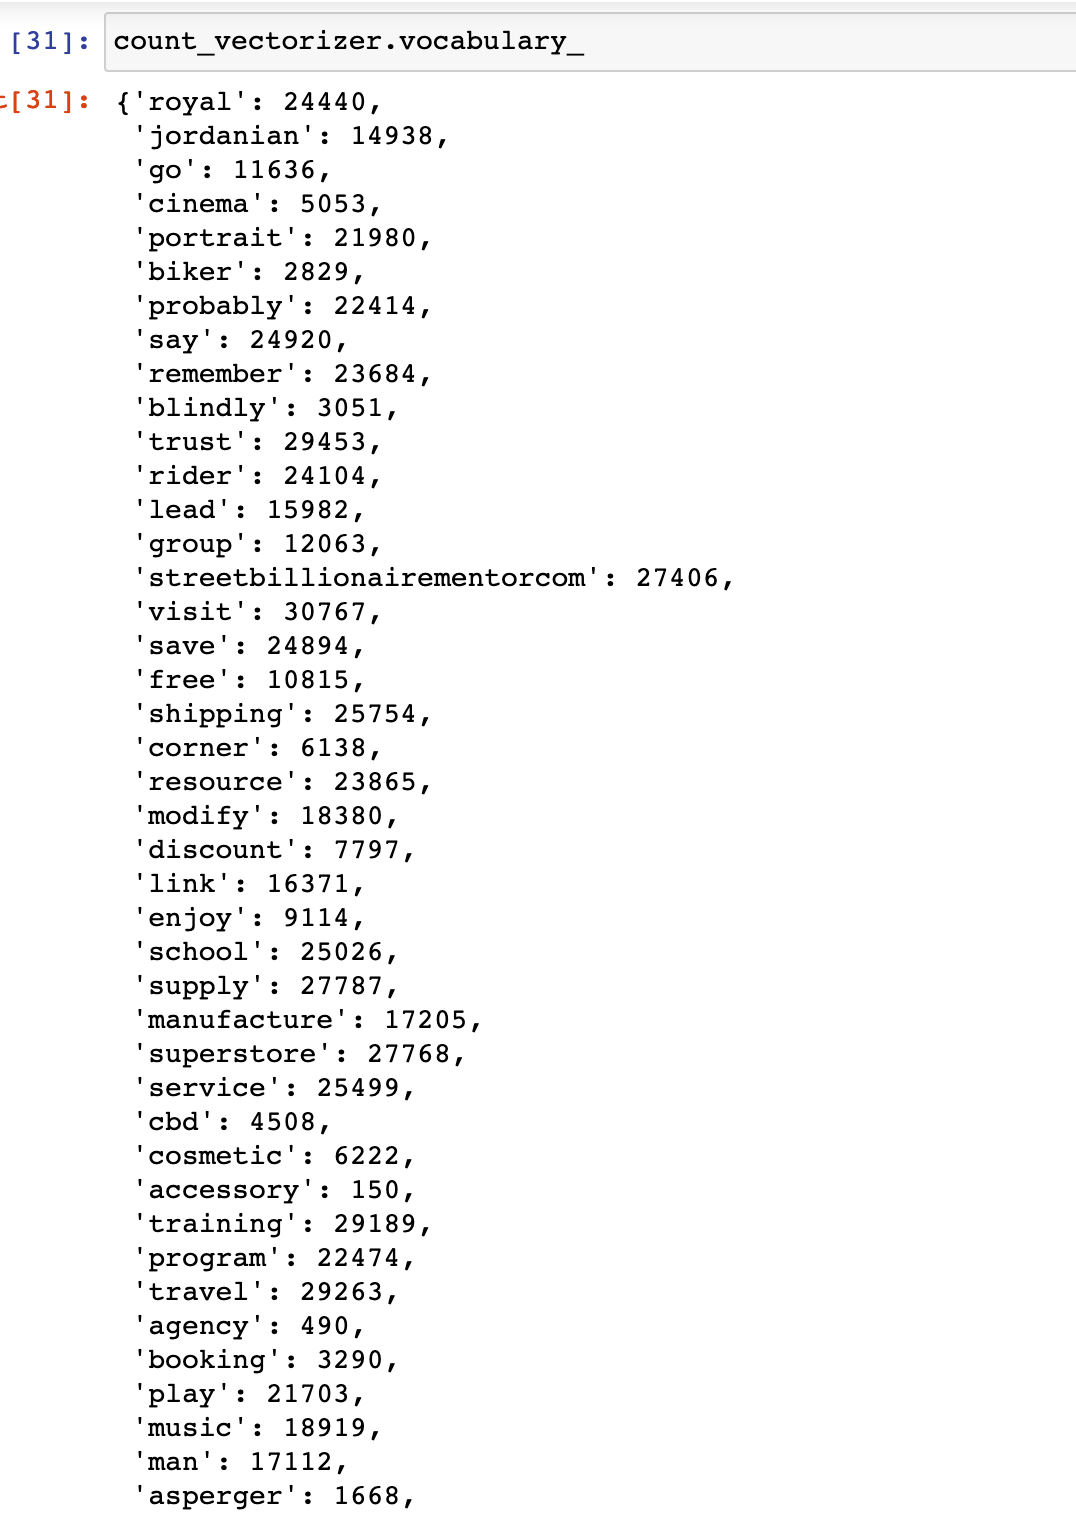 [31]: count_vectorizer.vocabulary_
t[31]: {'royal': 24440,
'jordanian': 14938,
'go': 11636,
'cinema': 5053,
'portrait': 21980,
'biker': 2829,
'probably': 22414,
'say': 24920,
'remember': 23684,
'blindly': 3051,
'trust': 29453,
'rider': 24104,
'lead': 15982,
'group': 12063,
'streetbillionairementorcom': 27406,
'visit': 30767,
'save': 24894,
'free': 10815,
'shipping': 25754,
'corner': 6138,
'resource': 23865,
'modify': 18380,
'discount': 7797,
'link': 16371,
'enjoy': 9114,
'school': 25026,
'supply': 27787,
'manufacture': 17205,
'superstore': 27768,
'service': 25499,
'cbd': 4508,
'cosmetic': 6222,
'accessory': 150,
'training': 29189,
'program': 22474,
'travel': 29263,
'agency': 490,
'booking': 3290,
'play': 21703,
'music': 18919,
'man': 17112,
'asperger': 1668,